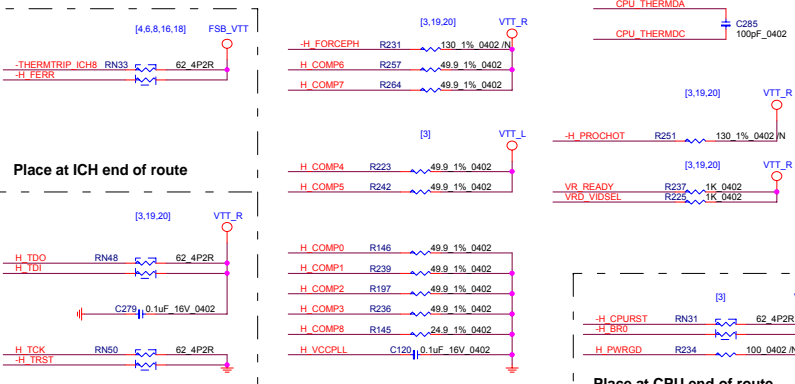 [4,6,8,16,18] FSB_VTT
-THERMTRIP_ICH8 RN33 62_4P2R
-H_FERR
Place at ICH end of route
[3,19,20] VTT_R
H_TDO RN48 62_4P2R
H_TDI
C279 0.1uF_16V_0402
H_TCK RN50 62_4P2R
-H_TRST
[3,19,20] VTT_R
-H_FORCEPH R231 130_1%_0402 /N
H_COMP6 R257 49.9_1%_0402
H_COMP7 R264 49.9_1%_0402
[3] VTT_L
H_COMP4 R223 49.9_1%_0402
H_COMP5 R242 49.9_1%_0402
H_COMP0 R146 49.9_1%_0402
H_COMP1 R239 49.9_1%_0402
H_COMP2 R197 49.9_1%_0402
H_COMP3 R236 49.9_1%_0402
H_COMP8 R145 24.9_1%_0402
H_VCCPLL C120 0.1uF_16V_0402
CPU_THERMDA
C285
CPU_THERMDC 100pF_0402
[3,19,20] VTT_R
-H_PROCHOT R251 130_1%_0402 /N
[3,19,20] VTT_R
VR_READY R237 1K_0402
VRD_VIDSEL R225 1K_0402
[3]
-H_CPURST RN31 62_4P2R
-H_BR0
H_PWRGD R234 100_0402 /N
Place at CPU end of route